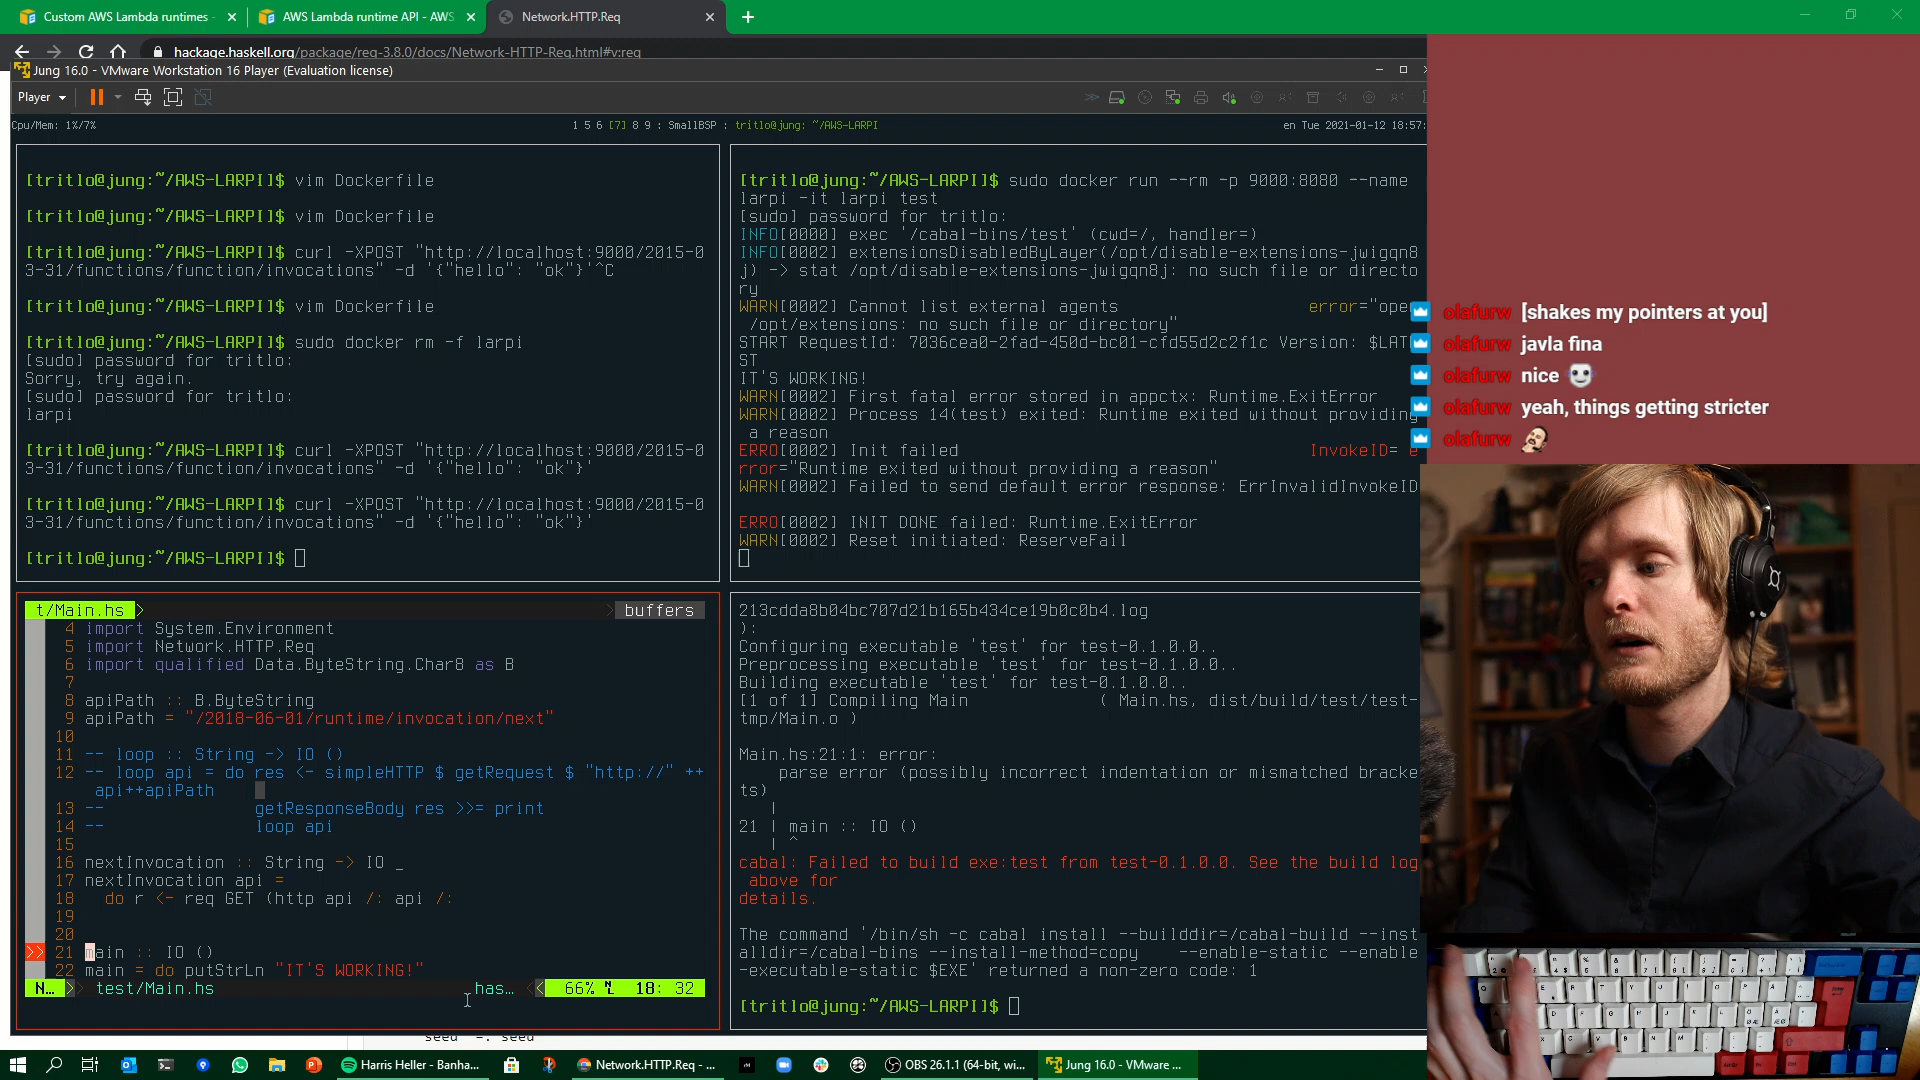 Custom AWS Lambda runtimes -
AWS Lambda runtime API - AWS
Network.HTTP.Req
hackage.haskell.org/package/req-3.8.0/docs/Network-HTTP-Req.html#v:req
Jung 16.0 - VMware Workstation 16 Player (Evaluation license)
Player
Cpu/Mem: 1%/7%
1 5 6 [7] 8 9 : SmallBSP : tritlo@jung: ~/AWS-LARPI
en Tue 2021-01-12 18:57:
[tritlo@jung:~/AWS-LARPI]$ vim Dockerfile
[tritlo@jung:~/AWS-LARPI]$ vim Dockerfile
[tritlo@jung:~/AWS-LARPI]$ curl -XPOST "http://localhost:9000/2015-0
3-31/functions/function/invocations" -d '{"hello": "ok"}'^C
[tritlo@jung:~/AWS-LARPI]$ vim Dockerfile
[tritlo@jung:~/AWS-LARPI]$ sudo docker rm -f larpi
[sudo] password for tritlo:
Sorry, try again.
[sudo] password for tritlo:
larpi
[tritlo@jung:~/AWS-LARPI]$ curl -XPOST "http://localhost:9000/2015-0
3-31/functions/function/invocations" -d '{"hello": "ok"}'
[tritlo@jung:~/AWS-LARPI]$ curl -XPOST "http://localhost:9000/2015-0
3-31/functions/function/invocations" -d '{"hello": "ok"}'
[tritlo@jung:~/AWS-LARPI]$
[tritlo@jung:~/AWS-LARPI]$ sudo docker run --rm -p 9000:8080 --name
larpi -it larpi test
[sudo] password for tritlo:
INFO[0000] exec '/cabal-bins/test' (cwd=/, handler=)
INFO[0002] extensionsDisabledByLayer(/opt/disable-extensions-jwigqn8
j) -> stat /opt/disable-extensions-jwigqn8j: no such file or directo
ry
WARN[0002] Cannot list external agents error="open
/opt/extensions: no such file or directory"
START RequestId: 7036cea0-2fad-450d-bc01-cfd55d2c2f1c Version: $LATE
ST
IT'S WORKING!
WARN[0002] First fatal error stored in appctx: Runtime.ExitError
WARN[0002] Process 14(test) exited: Runtime exited without providing
a reason
ERRO[0002] Init failed InvokeID= e
rror="Runtime exited without providing a reason"
WARN[0002] Failed to send default error response: ErrInvalidInvokeID
ERRO[0002] INIT DONE failed: Runtime.ExitError
WARN[0002] Reset initiated: ReserveFail
olafurw [shakes my pointers at you]
olafurw javla fina
olafurw nice
olafurw yeah, things getting stricter
olafurw
t/Main.hs buffers
4 import System.Environment
5 import Network.HTTP.Req
6 import qualified Data.ByteString.Char8 as B
7
8 apiPath :: B.ByteString
9 apiPath = "/2018-06-01/runtime/invocation/next"
10
11 -- loop :: String -> IO ()
12 -- loop api = do res <- simpleHTTP $ getRequest $ "http://" ++
api++apiPath
13 -- getResponseBody res >>= print
14 -- loop api
15
16 nextInvocation :: String -> IO _
17 nextInvocation api =
18 do r <- req GET (http api /: api /:
19
20
>> 21 main :: IO ()
22 main = do putStrLn "IT'S WORKING!"
N… test/Main.hs has… 66% 18: 32
213cdda8b04bc707d21b165b434ce19b0c0b4.log
):
Configuring executable 'test' for test-0.1.0.0..
Preprocessing executable 'test' for test-0.1.0.0..
Building executable 'test' for test-0.1.0.0..
[1 of 1] Compiling Main ( Main.hs, dist/build/test/test-
tmp/Main.o )
Main.hs:21:1: error:
parse error (possibly incorrect indentation or mismatched bracke
ts)
|
21 | main :: IO ()
| ^
cabal: Failed to build exe:test from test-0.1.0.0. See the build log
above for
details.
The command '/bin/sh -c cabal install --builddir=/cabal-build --inst
alldir=/cabal-bins --install-method=copy --enable-static --enable
-executable-static $EXE' returned a non-zero code: 1
[tritlo@jung:~/AWS-LARPI]$
Harris Heller - Banha...
Network.HTTP.Req - ...
OBS 26.1.1 (64-bit, wi...
Jung 16.0 - VMware ...